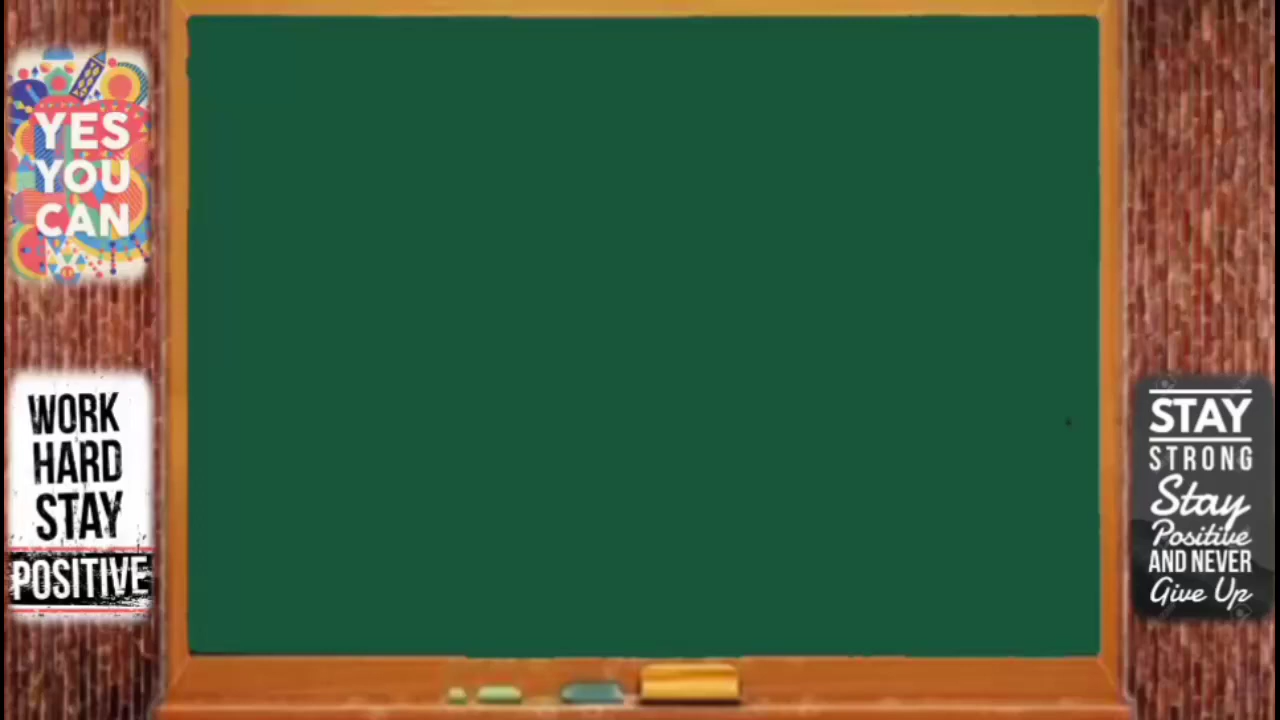 YES
YOU
CAN
WORK
HARD
STAY
POSITIVE
STAY
STRONG
Stay
Positive
AND NEVER
Give Up